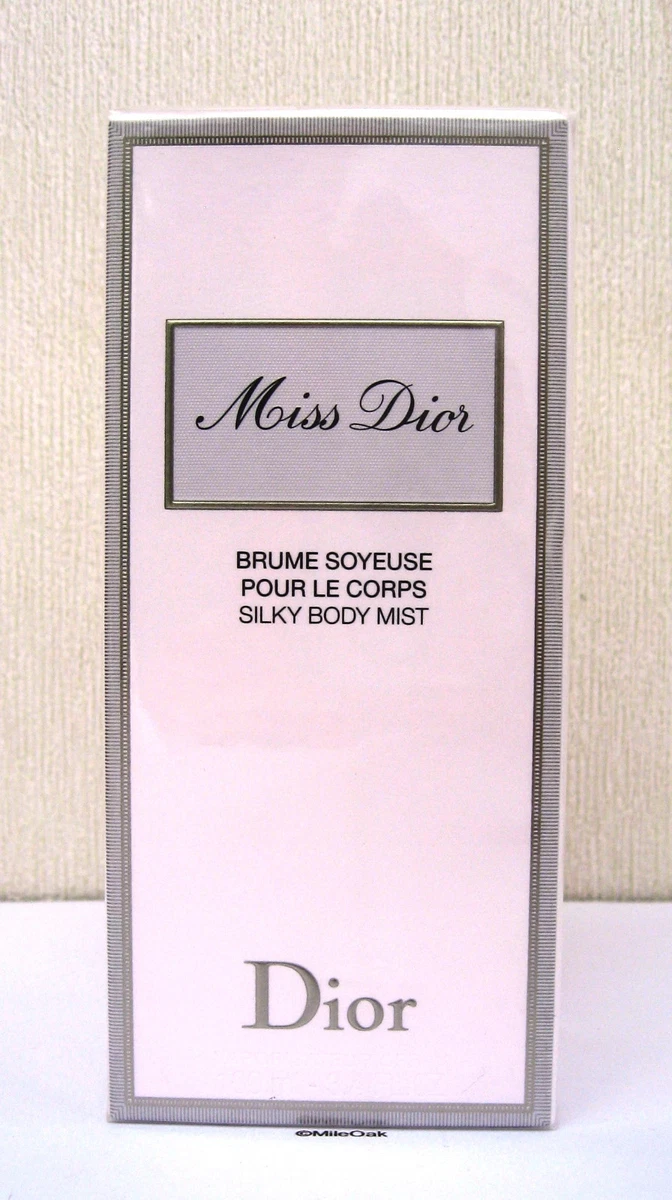 Miss Dior
BRUME SOYEUSE
POUR LE CORPS
SILKY BODY MIST
Dior
©MileOak